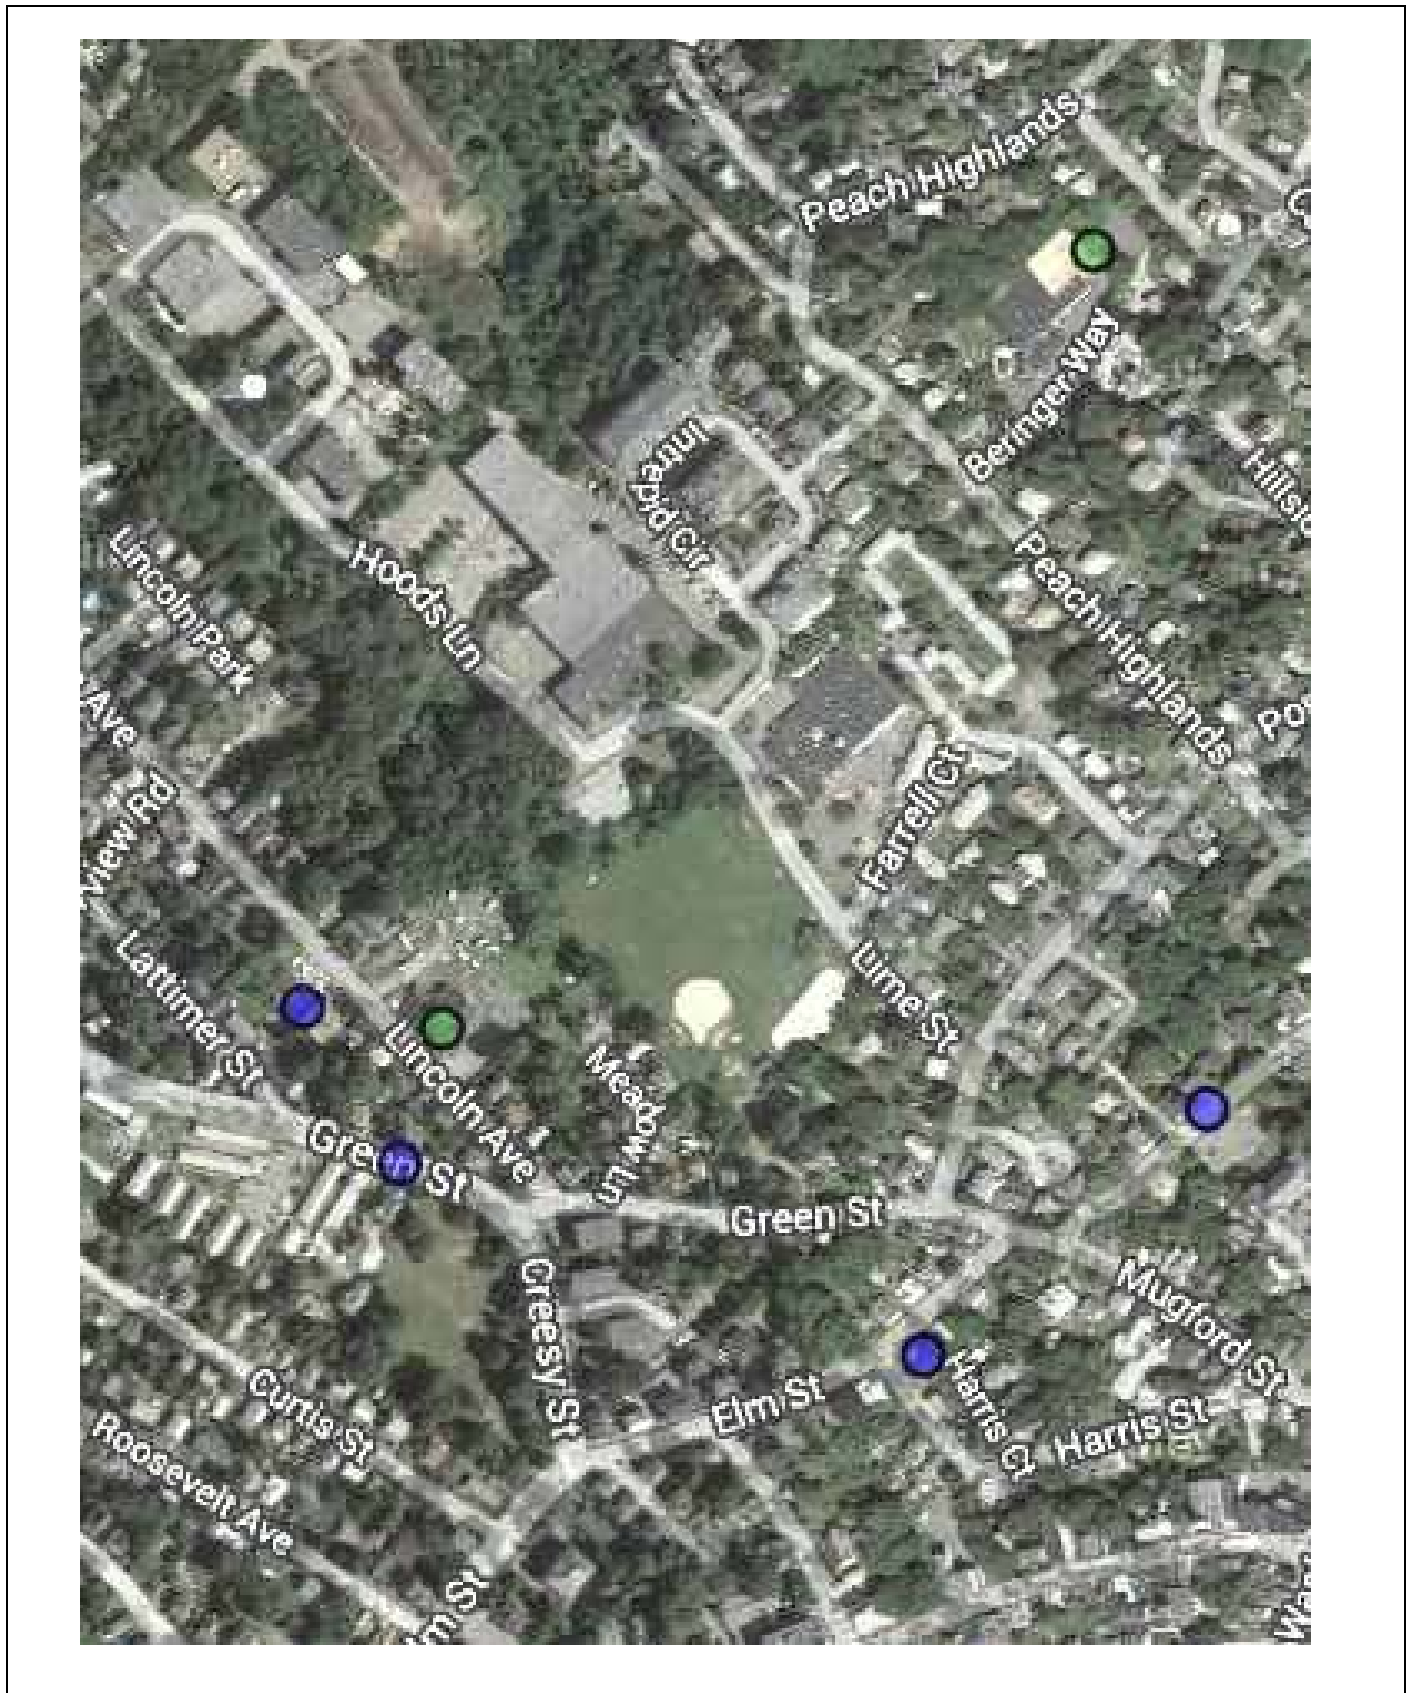 Peach Highlands
Beringer Way
Intrepid Cir
Hoods Ln
Lincoln Park
Peach Highlands
Ave
view Rd
Farrell Ct
Lattimer St
Lime St
Lincoln Ave
Meadow Ln
Green St
Green St
Mugford St
Creesy St
Elm St
Harris Ct
Harris St
Curtis St
Roosevelt Ave